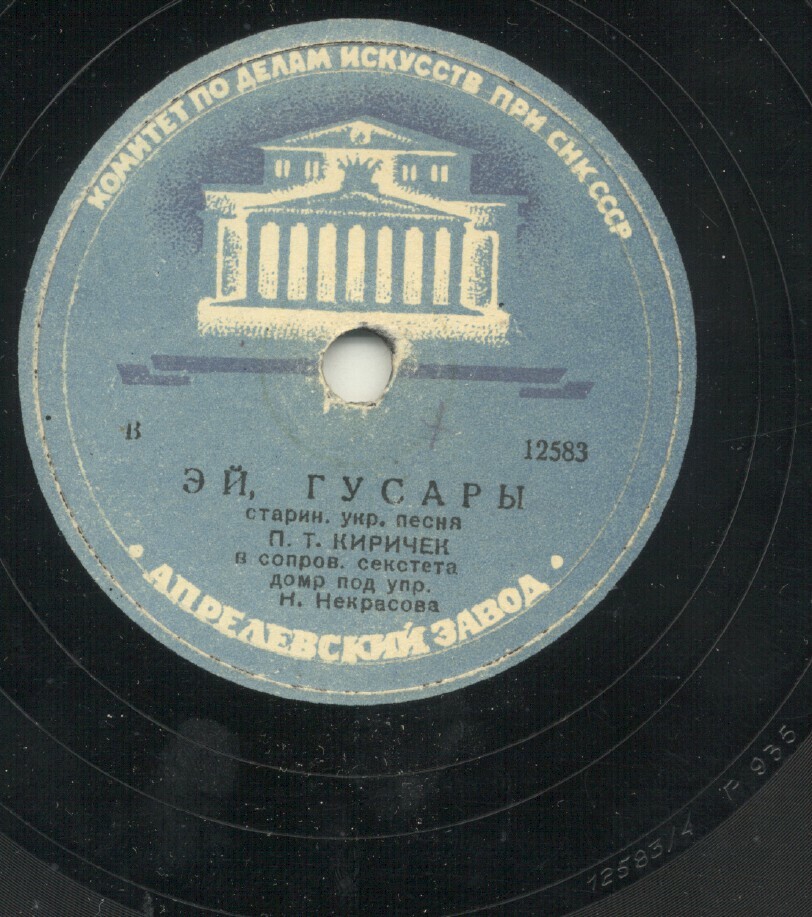 КОМИТЕТ ПО ДЕЛАМ ИСКУССТВ ПРИ СНК СССР
В
12583
ЭЙ, ГУСАРЫ
старин. укр. песня
П. Т. КИРИЧЕК
в сопров. секстета
домр под упр.
Н. Некрасова
• АПРЕЛЕВСКИЙ ЗАВОД •
12583/4 Г 935